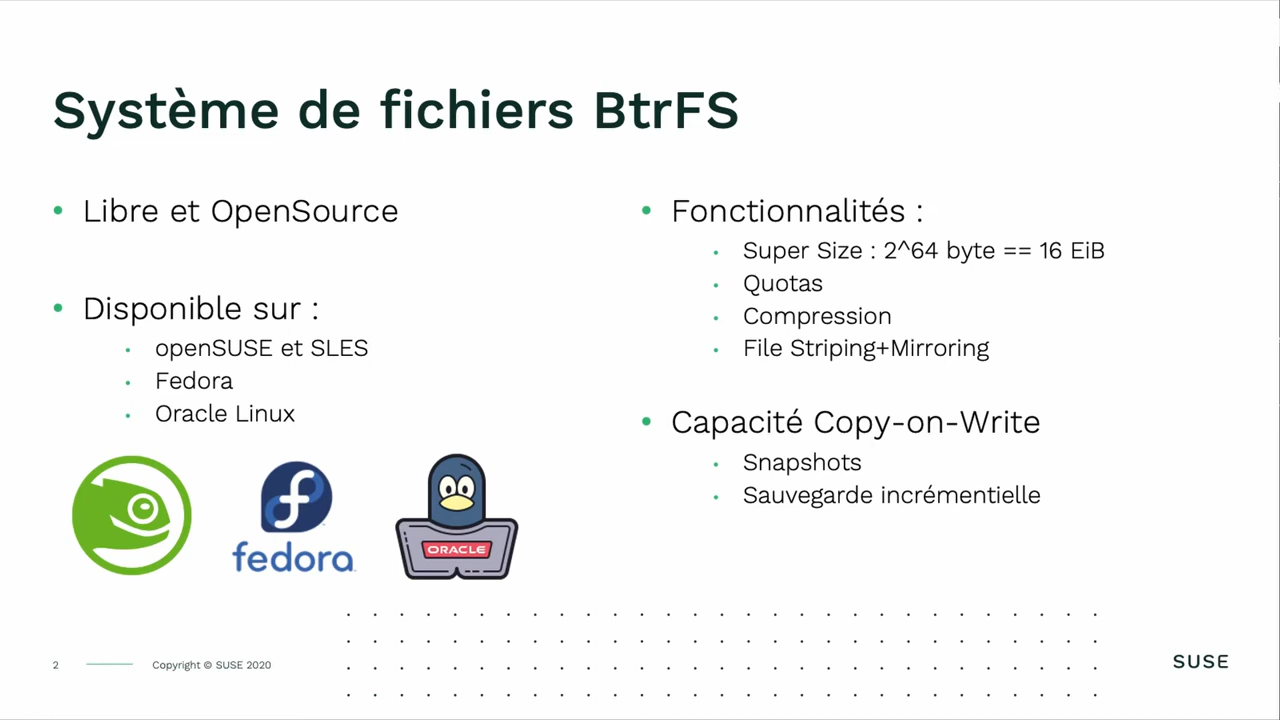 Système de fichiers BtrFS
Libre et OpenSource
Disponible sur :
openSUSE et SLES
Fedora
Oracle Linux
fedora
ORACLE
Fonctionnalités :
Super Size : 2^64 byte == 16 EiB
Quotas
Compression
File Striping+Mirroring
Capacité Copy-on-Write
Snapshots
Sauvegarde incrémentielle
2
Copyright © SUSE 2020
SUSE